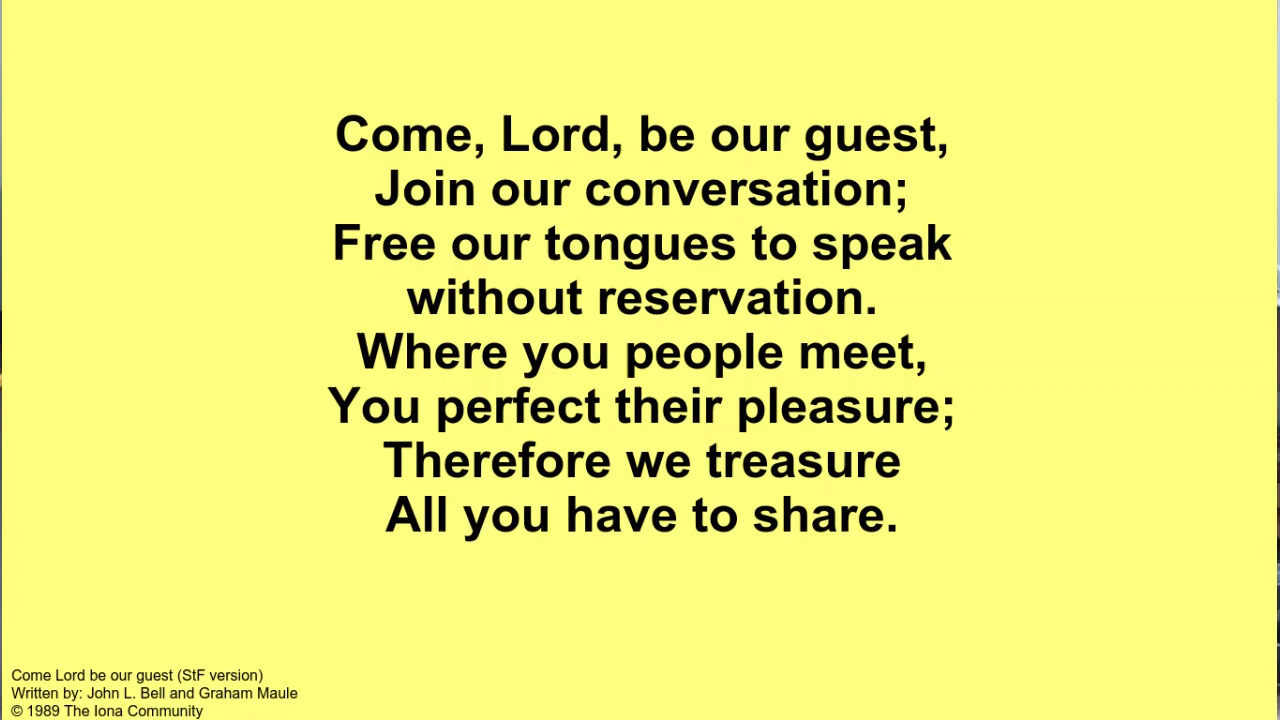 Come, Lord, be our guest,
Join our conversation;
Free our tongues to speak
without reservation.
Where you people meet,
You perfect their pleasure;
Therefore we treasure
All you have to share.
Come Lord be our guest (StF version)
Written by: John L. Bell and Graham Maule
© 1989 The Iona Community